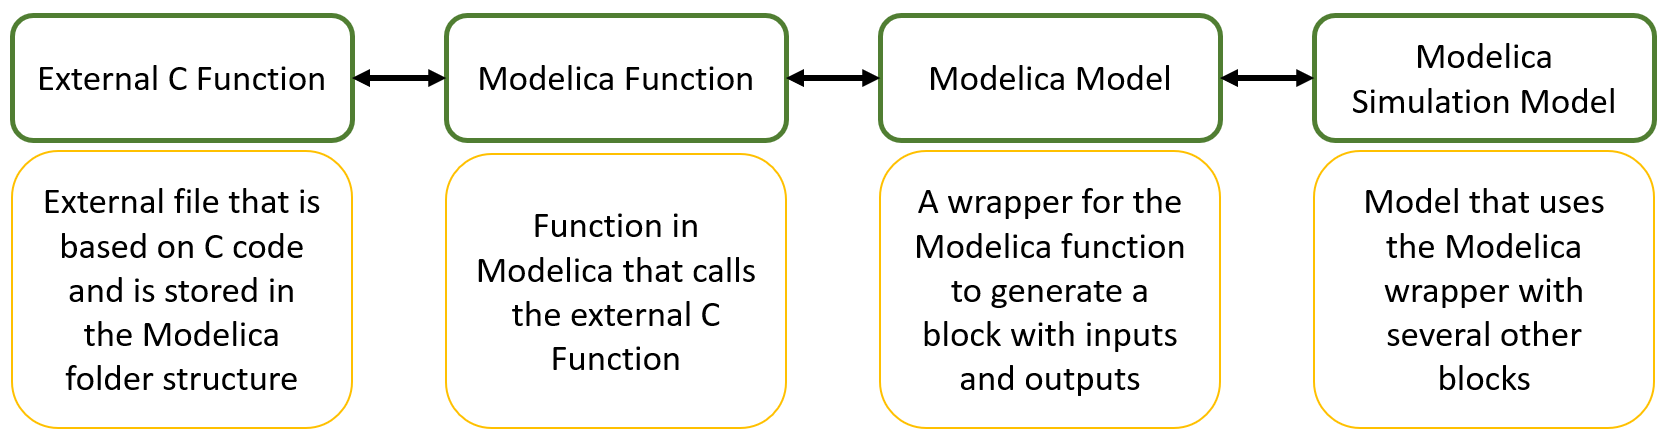 External C Function
Modelica Function
Modelica Model
Modelica
Simulation Model
External file that is
based on C code
and is stored in
the Modelica
folder structure
Function in
Modelica that calls
the external C
Function
A wrapper for the
Modelica function
to generate a
block with inputs
and outputs
Model that uses
the Modelica
wrapper with
several other
blocks